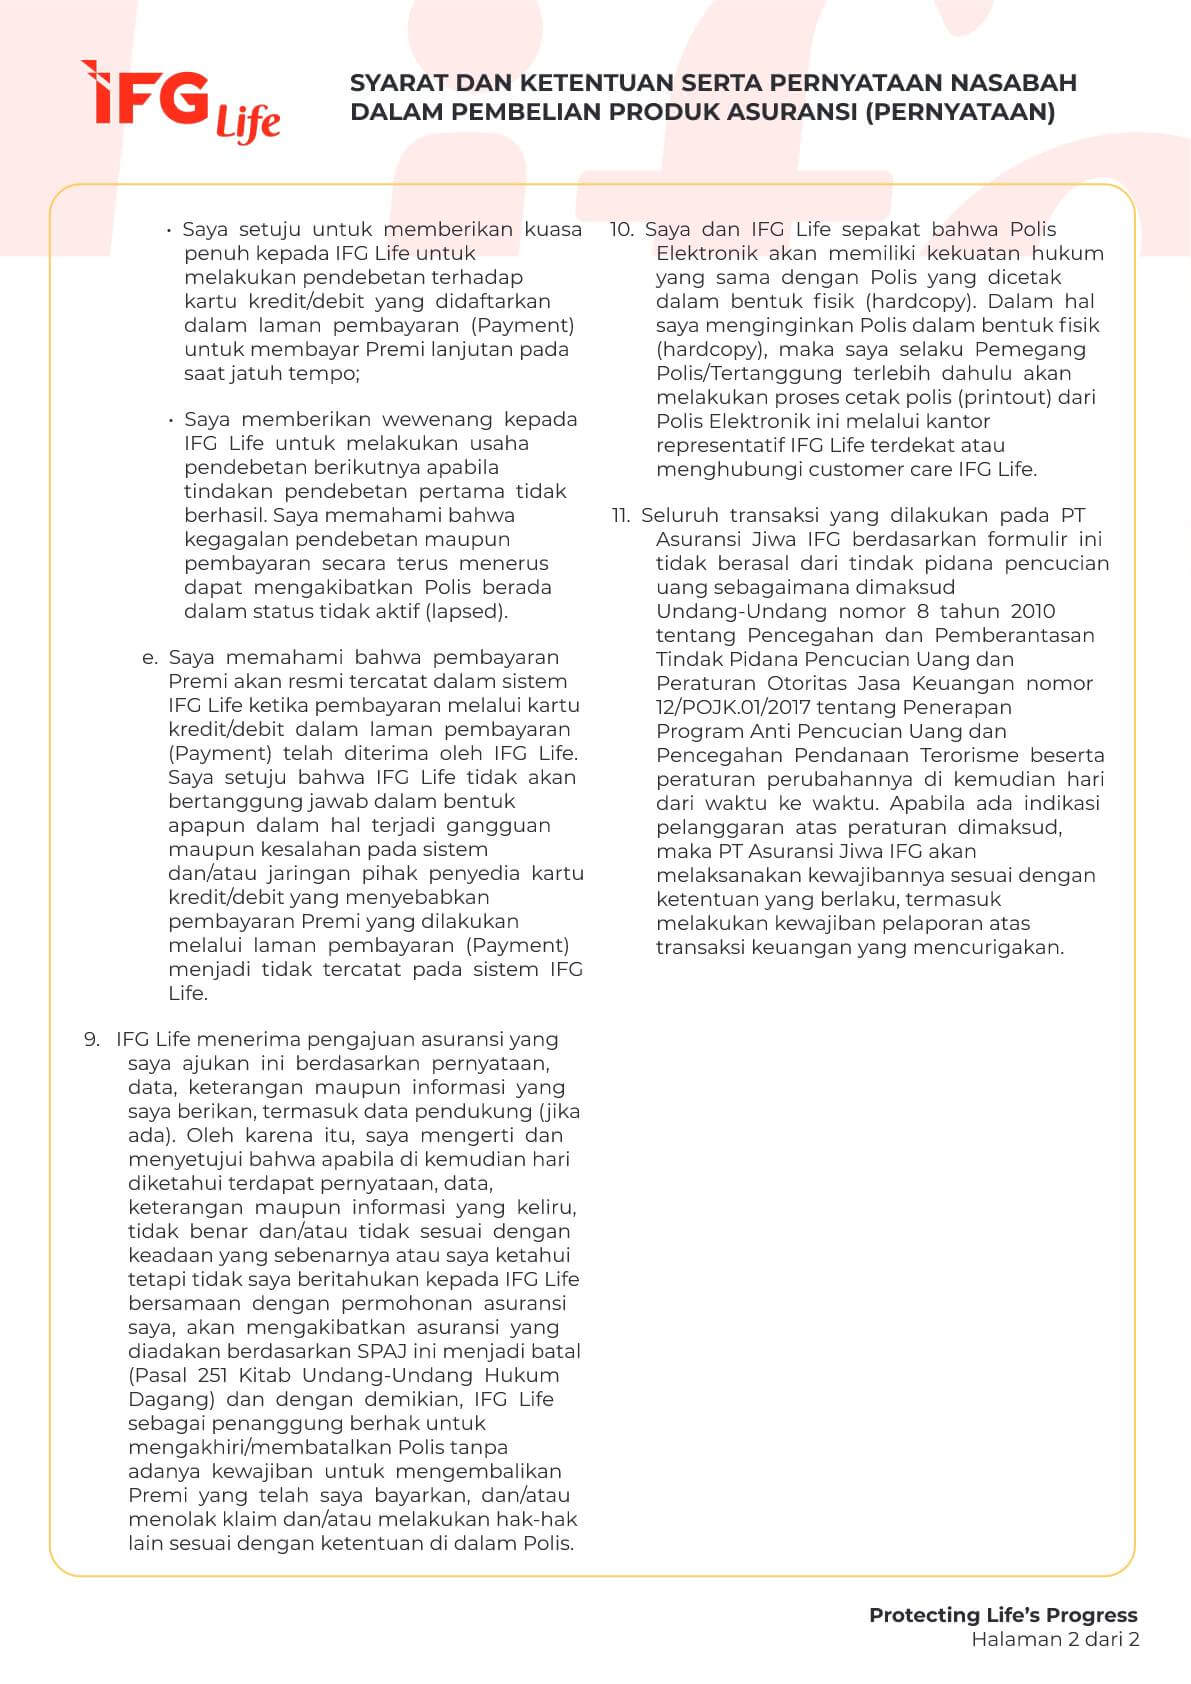 IFG Life
SYARAT DAN KETENTUAN SERTA PERNYATAAN NASABAH
DALAM PEMBELIAN PRODUK ASURANSI (PERNYATAAN)
• Saya setuju untuk memberikan kuasa
penuh kepada IFG Life untuk
melakukan pendebetan terhadap
kartu kredit/debit yang didaftarkan
dalam laman pembayaran (Payment)
untuk membayar Premi lanjutan pada
saat jatuh tempo;
• Saya memberikan wewenang kepada
IFG Life untuk melakukan usaha
pendebetan berikutnya apabila
tindakan pendebetan pertama tidak
berhasil. Saya memahami bahwa
kegagalan pendebetan maupun
pembayaran secara terus menerus
dapat mengakibatkan Polis berada
dalam status tidak aktif (lapsed).
e. Saya memahami bahwa pembayaran
Premi akan resmi tercatat dalam sistem
IFG Life ketika pembayaran melalui kartu
kredit/debit dalam laman pembayaran
(Payment) telah diterima oleh IFG Life.
Saya setuju bahwa IFG Life tidak akan
bertanggung jawab dalam bentuk
apapun dalam hal terjadi gangguan
maupun kesalahan pada sistem
dan/atau jaringan pihak penyedia kartu
kredit/debit yang menyebabkan
pembayaran Premi yang dilakukan
melalui laman pembayaran (Payment)
menjadi tidak tercatat pada sistem IFG
Life.
9. IFG Life menerima pengajuan asuransi yang
saya ajukan ini berdasarkan pernyataan,
data, keterangan maupun informasi yang
saya berikan, termasuk data pendukung (jika
ada). Oleh karena itu, saya mengerti dan
menyetujui bahwa apabila di kemudian hari
diketahui terdapat pernyataan, data,
keterangan maupun informasi yang keliru,
tidak benar dan/atau tidak sesuai dengan
keadaan yang sebenarnya atau saya ketahui
tetapi tidak saya beritahukan kepada IFG Life
bersamaan dengan permohonan asuransi
saya, akan mengakibatkan asuransi yang
diadakan berdasarkan SPAJ ini menjadi batal
(Pasal 251 Kitab Undang-Undang Hukum
Dagang) dan dengan demikian, IFG Life
sebagai penanggung berhak untuk
mengakhiri/membatalkan Polis tanpa
adanya kewajiban untuk mengembalikan
Premi yang telah saya bayarkan, dan/atau
menolak klaim dan/atau melakukan hak-hak
lain sesuai dengan ketentuan di dalam Polis.
10. Saya dan IFG Life sepakat bahwa Polis
Elektronik akan memiliki kekuatan hukum
yang sama dengan Polis yang dicetak
dalam bentuk fisik (hardcopy). Dalam hal
saya menginginkan Polis dalam bentuk fisik
(hardcopy), maka saya selaku Pemegang
Polis/Tertanggung terlebih dahulu akan
melakukan proses cetak polis (printout) dari
Polis Elektronik ini melalui kantor
representatif IFG Life terdekat atau
menghubungi customer care IFG Life.
11. Seluruh transaksi yang dilakukan pada PT
Asuransi Jiwa IFG berdasarkan formulir ini
tidak berasal dari tindak pidana pencucian
uang sebagaimana dimaksud
Undang-Undang nomor 8 tahun 2010
tentang Pencegahan dan Pemberantasan
Tindak Pidana Pencucian Uang dan
Peraturan Otoritas Jasa Keuangan nomor
12/POJK.01/2017 tentang Penerapan
Program Anti Pencucian Uang dan
Pencegahan Pendanaan Terorisme beserta
peraturan perubahannya di kemudian hari
dari waktu ke waktu. Apabila ada indikasi
pelanggaran atas peraturan dimaksud,
maka PT Asuransi Jiwa IFG akan
melaksanakan kewajibannya sesuai dengan
ketentuan yang berlaku, termasuk
melakukan kewajiban pelaporan atas
transaksi keuangan yang mencurigakan.
Protecting Life's Progress
Halaman 2 dari 2